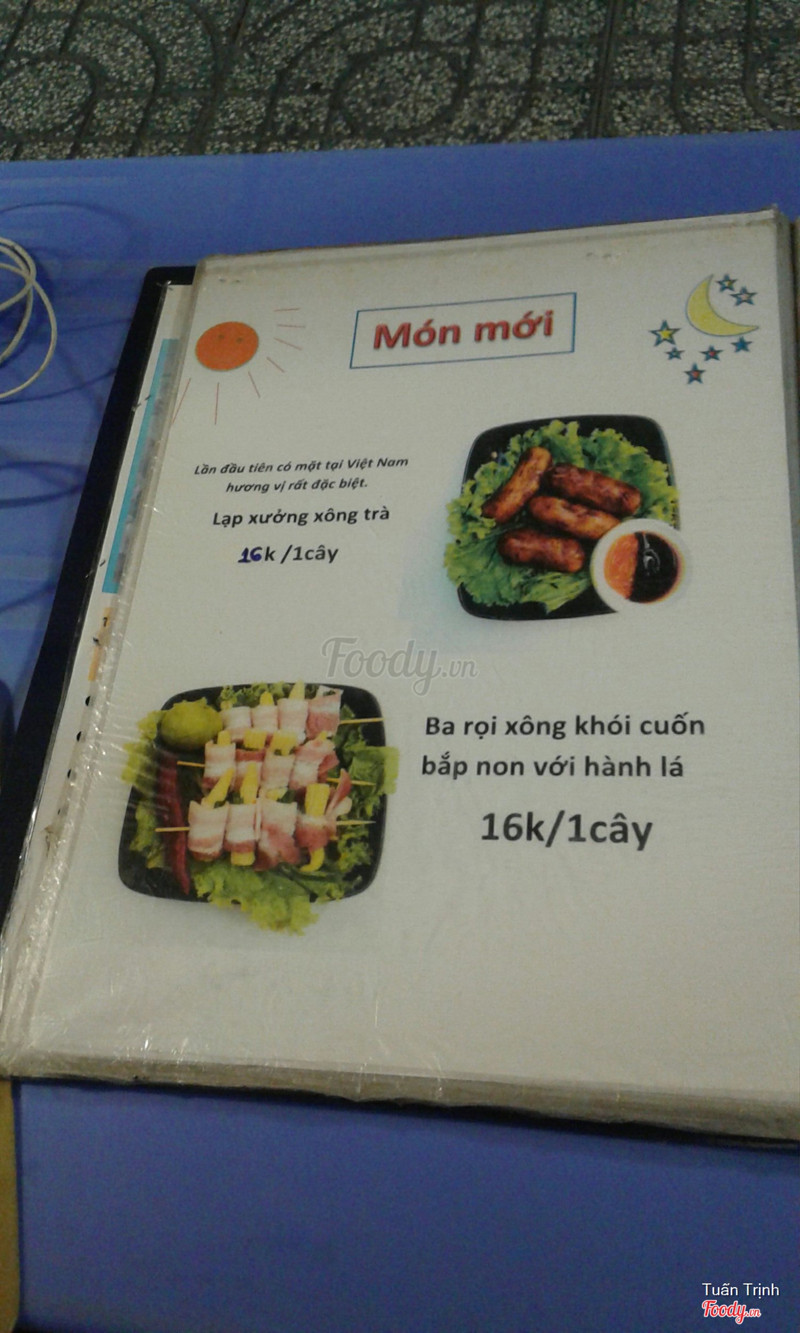 Món mới
Lần đầu tiên có mặt tại Việt Nam
hương vị rất đặc biệt.
Lạp xưởng xông trà
16k /1cây
Foody.vn
Ba rọi xông khói cuốn
bắp non với hành lá
16k/1cây
Tuấn Trịnh
Foody.vn